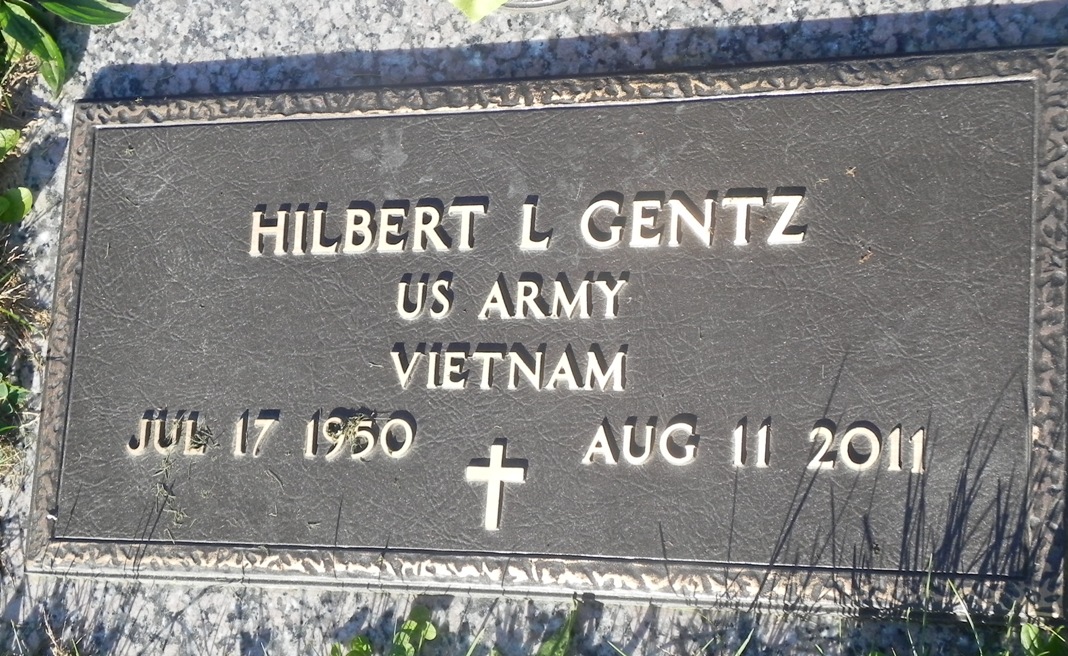 HILBERT L GENTZ
US ARMY
VIETNAM
JUL 17 1950 AUG 11 2011